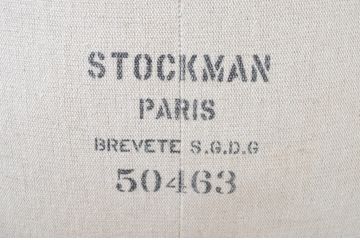 STOCKMAN
PARIS
BREVETE S.G.D.G
50463